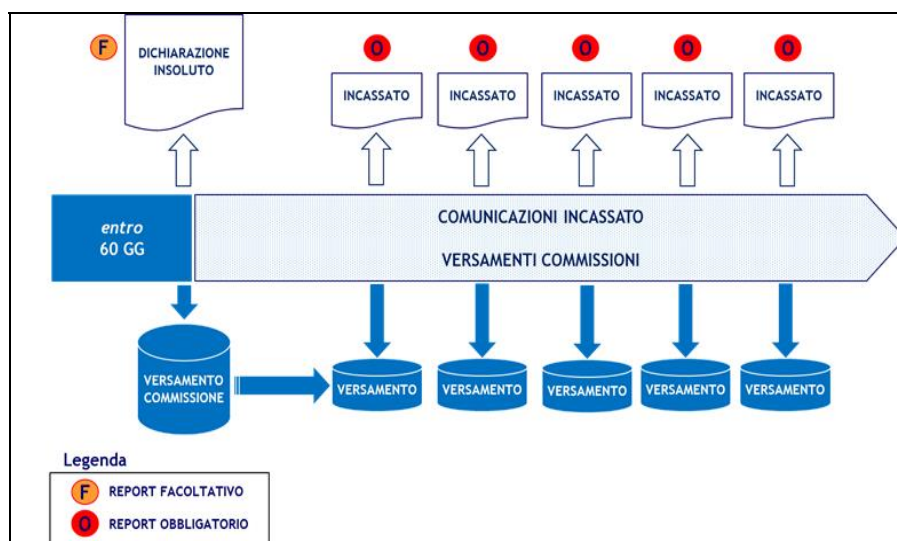 F
DICHIARAZIONE
INSOLUTO
O
O
O
O
O
INCASSATO
INCASSATO
INCASSATO
INCASSATO
INCASSATO
entro
60 GG
COMUNICAZIONI INCASSATO
VERSAMENTI COMMISSIONI
VERSAMENTO
COMMISSIONE
VERSAMENTO
VERSAMENTO
VERSAMENTO
VERSAMENTO
VERSAMENTO
Legenda
F REPORT FACOLTATIVO
O REPORT OBBLIGATORIO